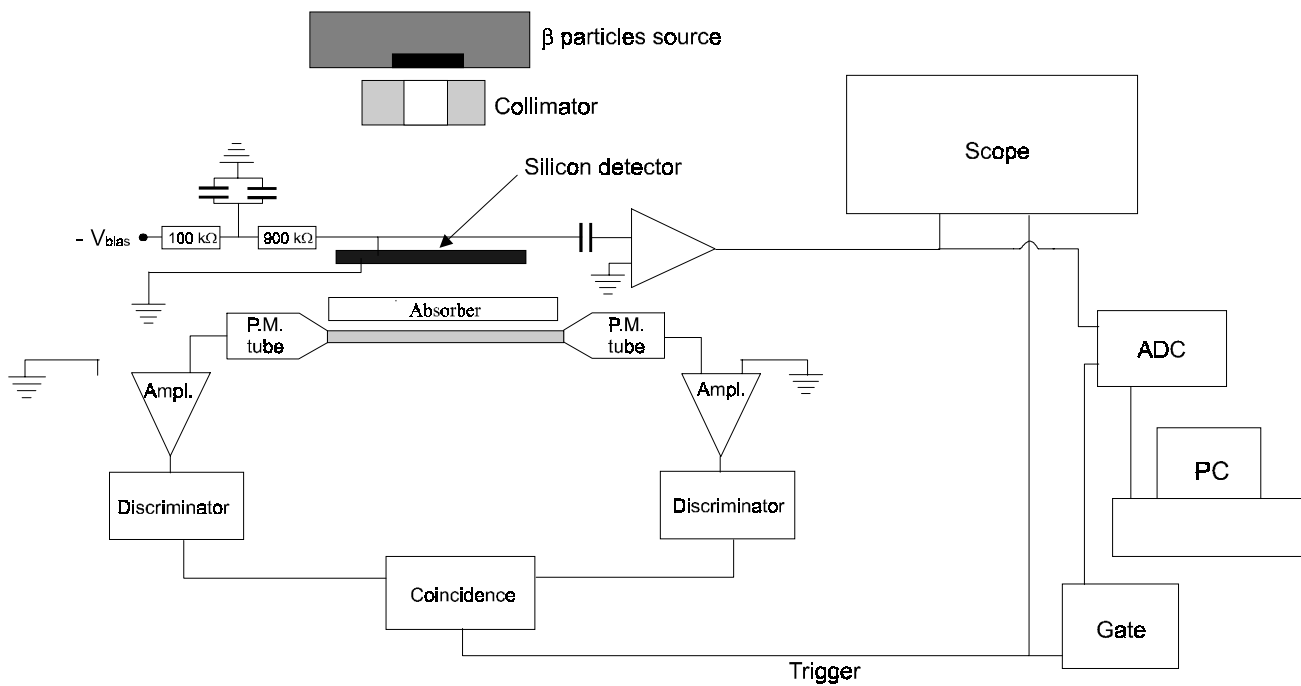 β particles source
Collimator
Scope
Silicon detector
- Vbias
100 kΩ
900 kΩ
Absorber
P.M.
tube
P.M.
tube
ADC
Ampl.
Ampl.
PC
Discriminator
Discriminator
Coincidence
Gate
Trigger